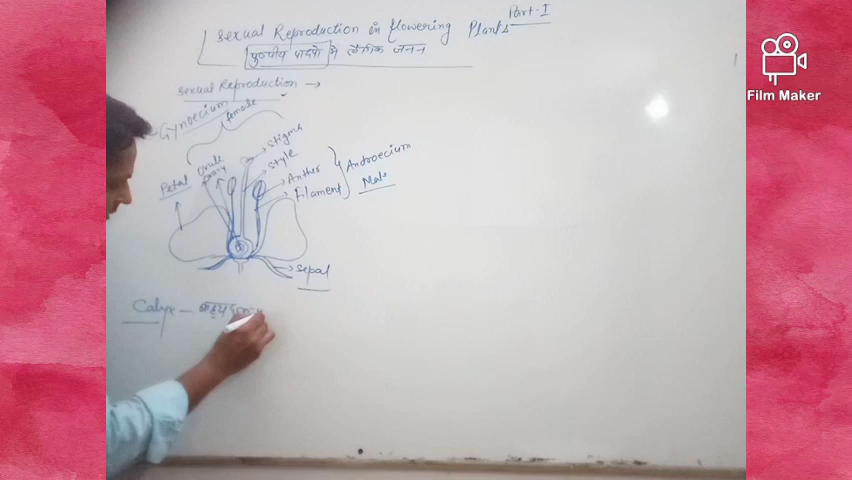 Part-I
Sexual Reproduction in flowering Plants
पुष्पीय पादपो मे लैंगिक जनन
Film Maker
Sexual Reproduction →
Gynoecium
female
Stigma
Style
Ovule
Ovary
Petal
Anther
Filament
Androecium
Male
Sepal
Calyx –